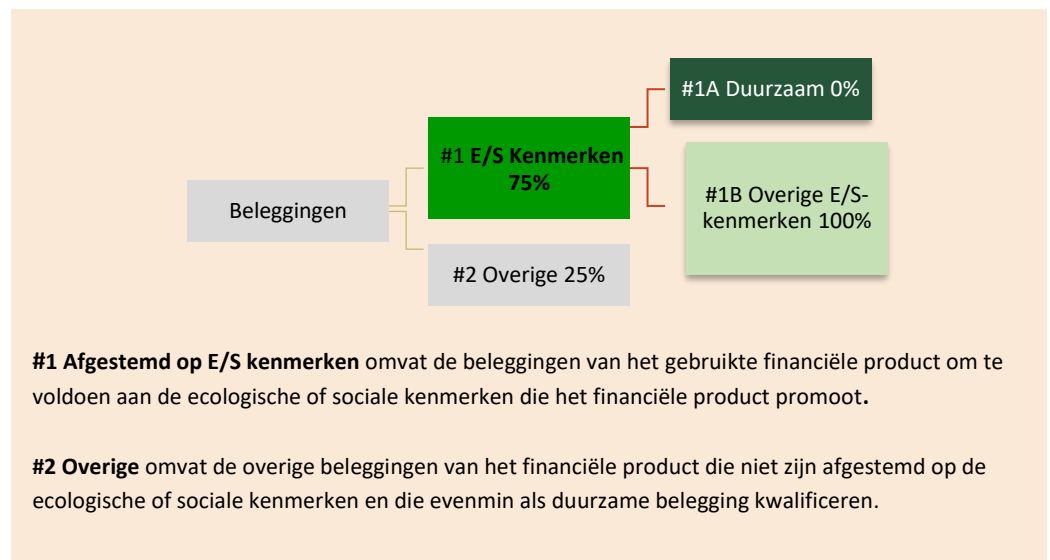 #1A Duurzaam 0%
#1 E/S Kenmerken
75%
#1B Overige E/S-
kenmerken 100%
Beleggingen
#2 Overige 25%
#1 Afgestemd op E/S kenmerken omvat de beleggingen van het gebruikte financiële product om te
voldoen aan de ecologische of sociale kenmerken die het financiële product promoot.
#2 Overige omvat de overige beleggingen van het financiële product die niet zijn afgestemd op de
ecologische of sociale kenmerken en die evenmin als duurzame belegging kwalificeren.